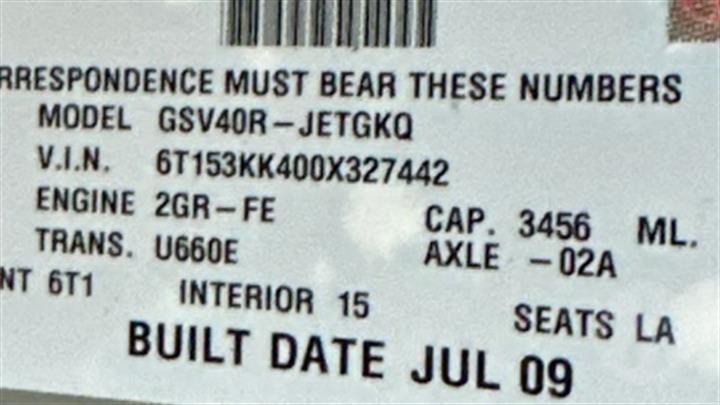 RRESPONDENCE MUST BEAR THESE NUMBERS
MODEL GSV40R-JETGKQ
V.I.N. 6T153KK400X327442
ENGINE 2GR-FE CAP. 3456 ML.
TRANS. U660E AXLE -02A
NT 6T1 INTERIOR 15 SEATS LA
BUILT DATE JUL 09